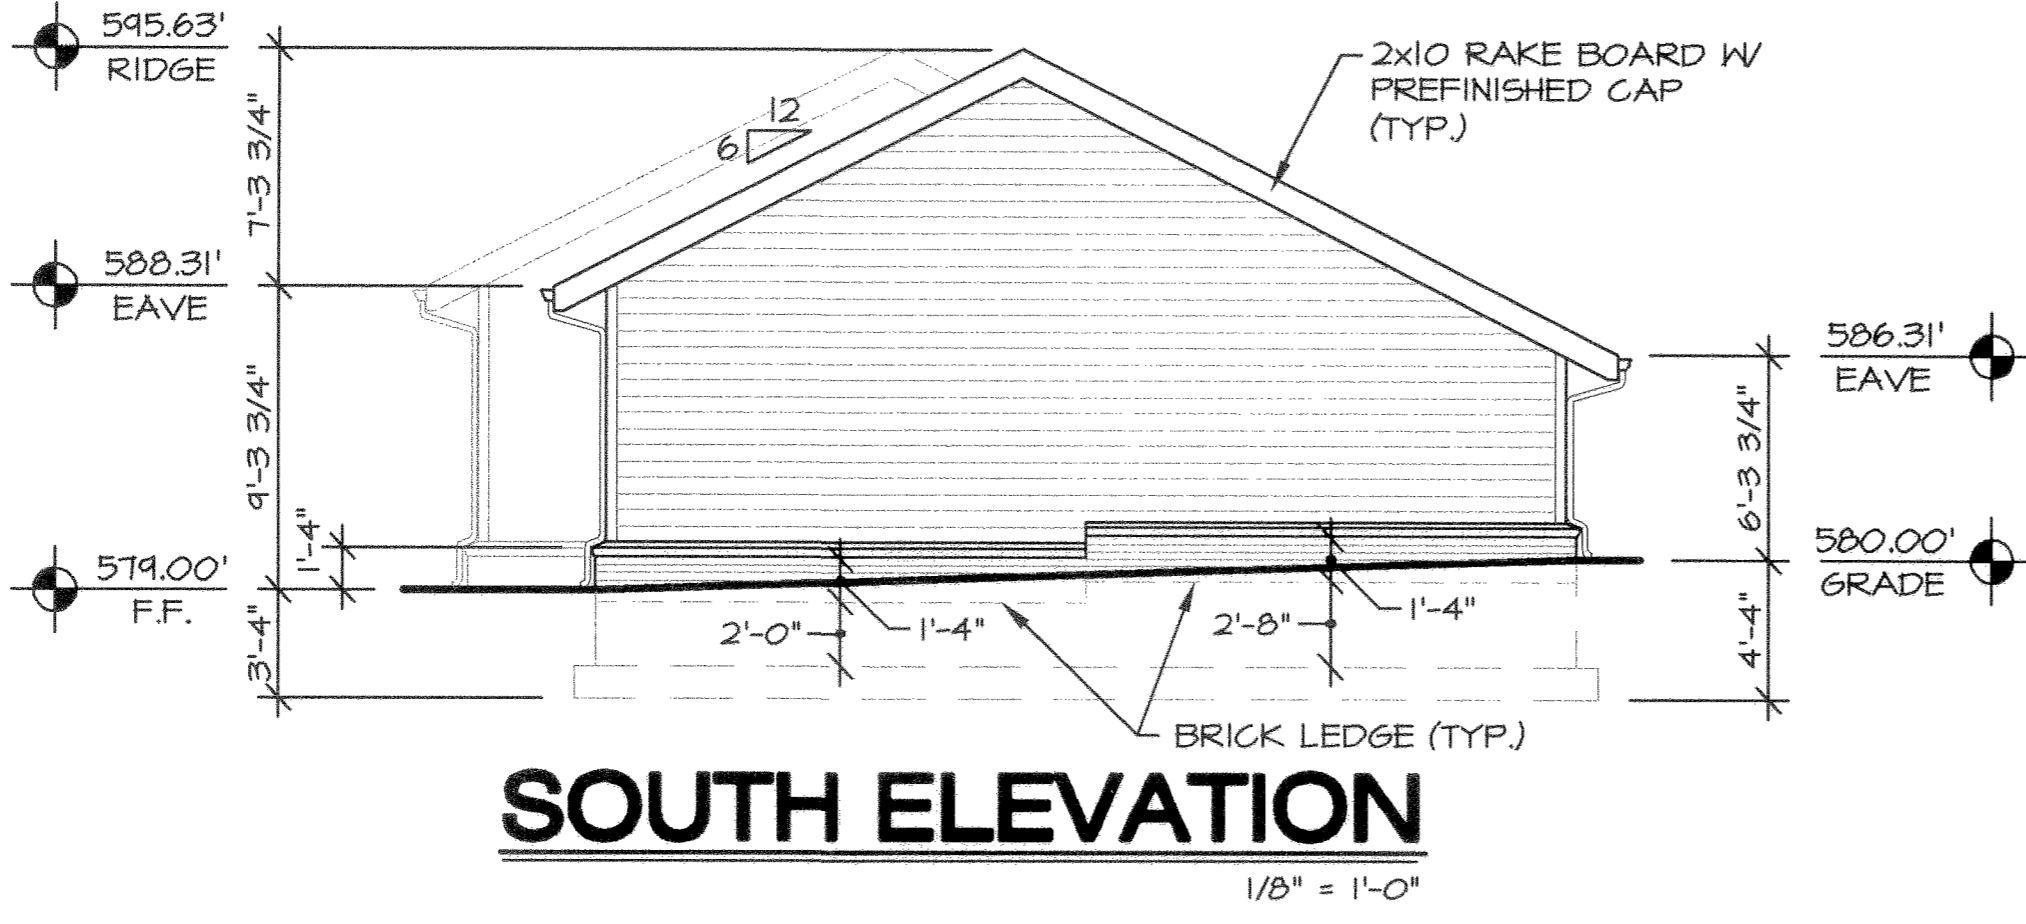 595.63'
RIDGE
2x10 RAKE BOARD W/
PREFINISHED CAP
(TYP.)
12
6
7'-3 3/4"
588.31'
EAVE
586.31'
EAVE
9'-3 3/4"
6'-3 3/4"
1'-4"
579.00'
F.F.
580.00'
GRADE
2'-0"
1'-4"
2'-8"
1'-4"
3'-4"
4'-4"
BRICK LEDGE (TYP.)
SOUTH ELEVATION
1/8" = 1'-0"